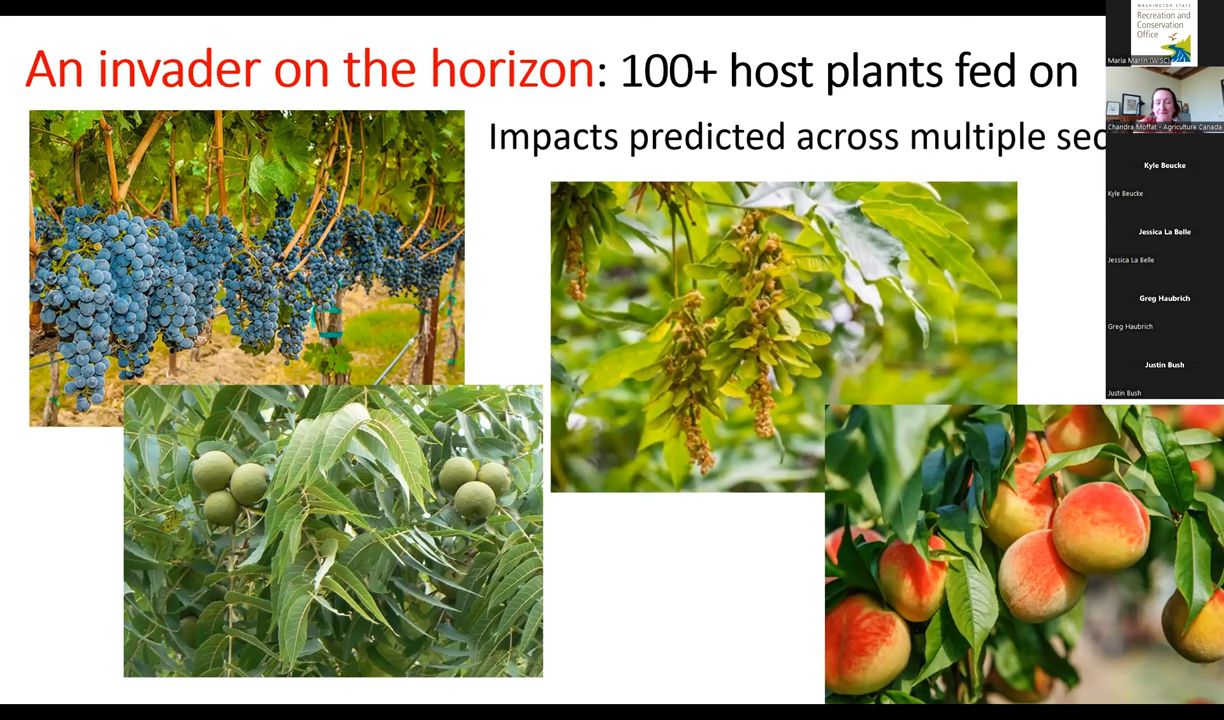 An invader on the horizon: 100+ host plants fed on
Impacts predicted across multiple sec
WASHINGTON STATE
Recreation and
Conservation
Office
Maria Marlin (WISC)
Chandra Moffat - Agriculture Canada
Kyle Beucke
Kyle Beucke
Jessica La Belle
Jessica La Belle
Greg Haubrich
Greg Haubrich
Justin Bush
Justin Bush